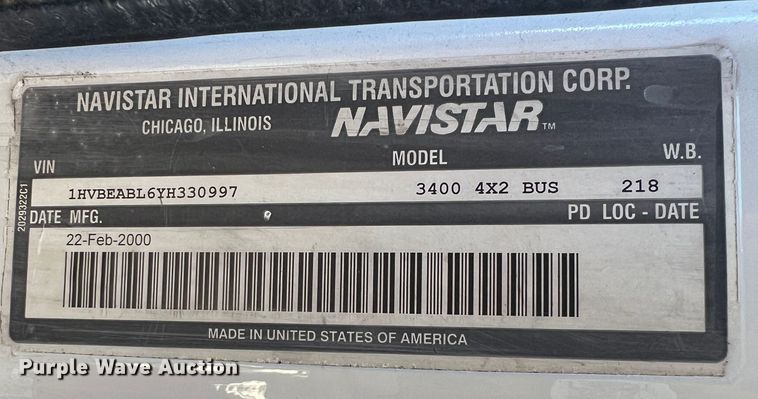 NAVISTAR INTERNATIONAL TRANSPORTATION CORP.
CHICAGO, ILLINOIS NAVISTAR™
VIN MODEL W.B.
1HVBEABL6YH330997 3400 4X2 BUS 218
2029322C1
DATE MFG. PD LOC - DATE
22-Feb-2000
MADE IN UNITED STATES OF AMERICA
Purple Wave Auction